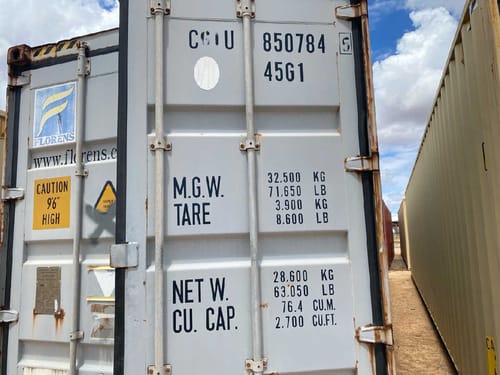 FLORENS
www.florens.c
CAUTION
9'6"
HIGH
CGIU 850784 5
45G1
M.G.W. 32.500 KG
71.650 LB
TARE 3.900 KG
8.600 LB
NET W. 28.600 KG
63.050 LB
CU. CAP. 76.4 CU.M.
2.700 CU.FT.